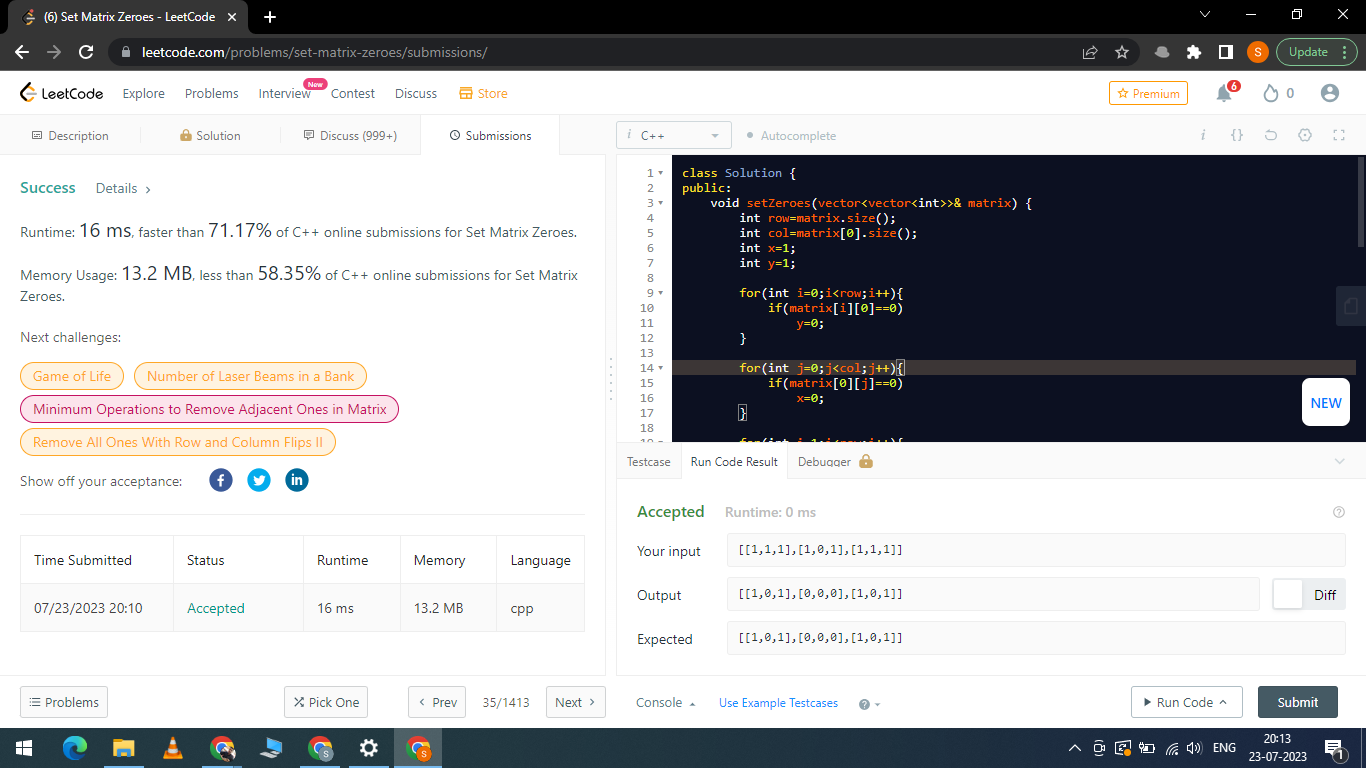 (6) Set Matrix Zeroes - LeetCode
leetcode.com/problems/set-matrix-zeroes/submissions/
S
Update
LeetCode
Explore
Problems
Interview
New
Contest
Discuss
Store
Premium
6
0
Description
Solution
Discuss (999+)
Submissions
i C++
Autocomplete
i {}
Success
Details
Runtime: 16 ms, faster than 71.17% of C++ online submissions for Set Matrix Zeroes.
Memory Usage: 13.2 MB, less than 58.35% of C++ online submissions for Set Matrix
Zeroes.
Next challenges:
Game of Life
Number of Laser Beams in a Bank
Minimum Operations to Remove Adjacent Ones in Matrix
Remove All Ones With Row and Column Flips II
Show off your acceptance:
Time Submitted Status Runtime Memory Language
07/23/2023 20:10 Accepted 16 ms 13.2 MB cpp
1 class Solution {
2 public:
3 void setZeroes(vector<vector<int>>& matrix) {
4 int row=matrix.size();
5 int col=matrix[0].size();
6 int x=1;
7 int y=1;
8
9 for(int i=0;i<row;i++){
10 if(matrix[i][0]==0)
11 y=0;
12 }
13
14 for(int j=0;j<col;j++){
15 if(matrix[0][j]==0)
16 x=0;
17 }
18
NEW
Testcase
Run Code Result
Debugger
Accepted
Runtime: 0 ms
Your input
[[1,1,1],[1,0,1],[1,1,1]]
Output
[[1,0,1],[0,0,0],[1,0,1]]
Diff
Expected
[[1,0,1],[0,0,0],[1,0,1]]
Problems
Pick One
Prev
35/1413
Next
Console
Use Example Testcases
Run Code
Submit
S
S
ENG
20:13
23-07-2023
1